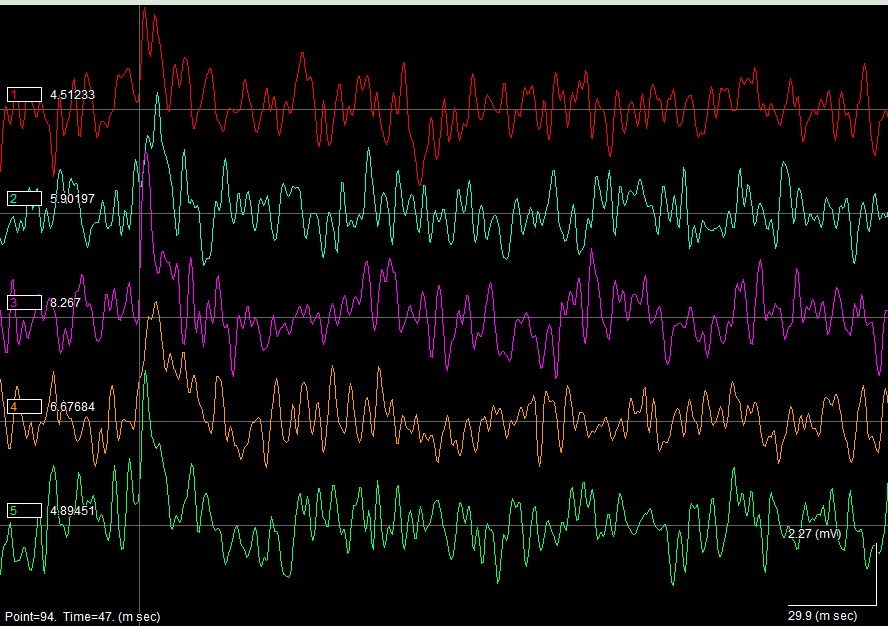 1 4.51233
2 5.90197
3 8.267
4 6.67684
5 4.89451
2.27 (mV)
Point=94. Time=47. (m sec)
29.9 (m sec)